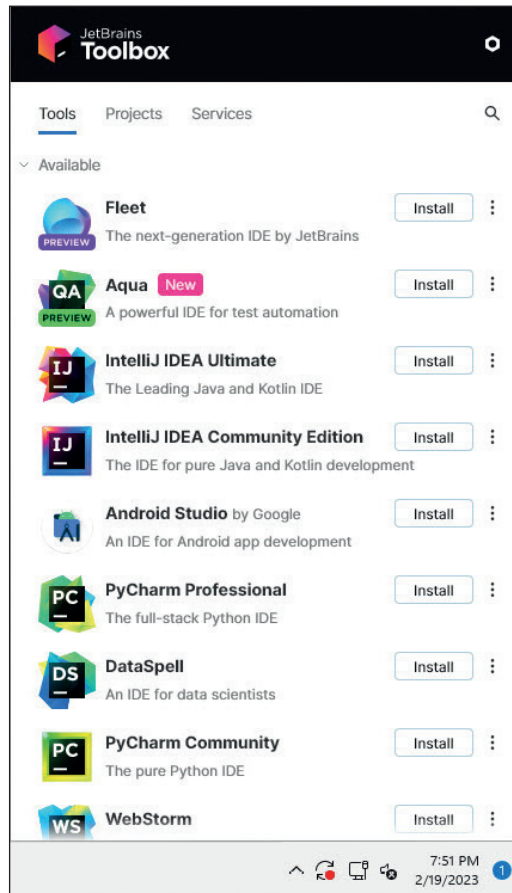 JetBrains
Toolbox
Tools Projects Services
Available
Fleet Install
PREVIEW
The next-generation IDE by JetBrains
QA
Aqua New Install
PREVIEW
A powerful IDE for test automation
IJ
IntelliJ IDEA Ultimate Install
The Leading Java and Kotlin IDE
IJ
IntelliJ IDEA Community Edition Install
The IDE for pure Java and Kotlin development
Android Studio by Google Install
An IDE for Android app development
PC
PyCharm Professional Install
The full-stack Python IDE
DS
DataSpell Install
An IDE for data scientists
PC
PyCharm Community Install
The pure Python IDE
WS
WebStorm Install
7:51 PM
2/19/2023
1